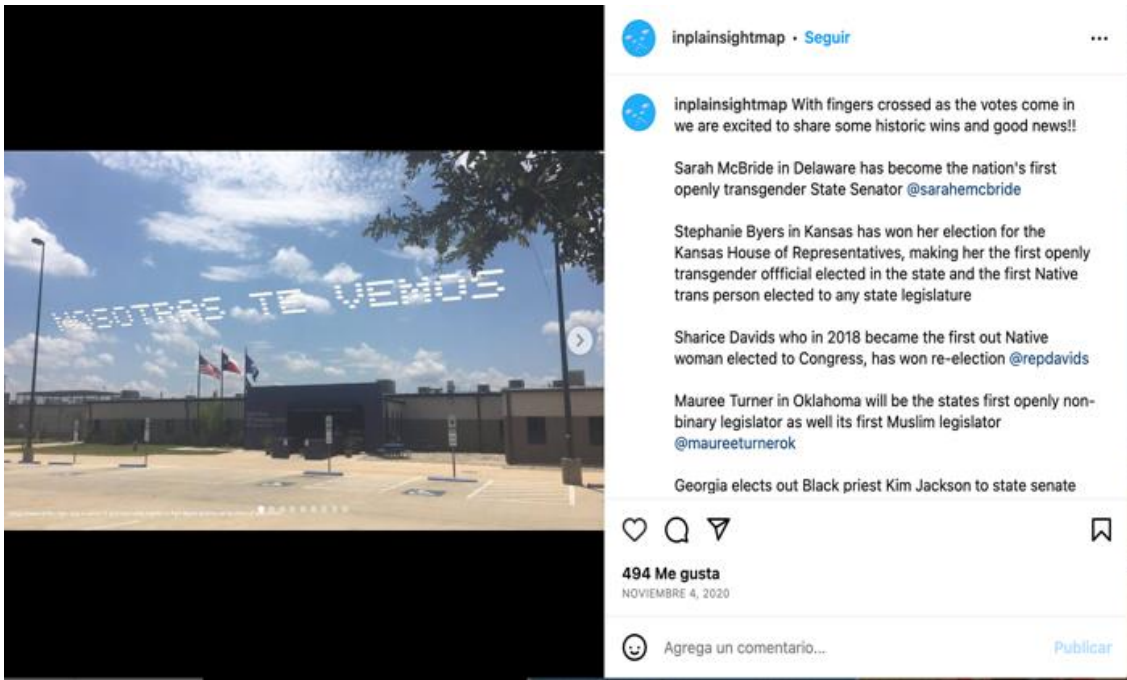 NOSOTRAS TE VEMOS
inplainsightmap • Seguir
inplainsightmap With fingers crossed as the votes come in
we are excited to share some historic wins and good news!!
Sarah McBride in Delaware has become the nation's first
openly transgender State Senator @sarahemcbride
Stephanie Byers in Kansas has won her election for the
Kansas House of Representatives, making her the first openly
transgender offficial elected in the state and the first Native
trans person elected to any state legislature
Sharice Davids who in 2018 became the first out Native
woman elected to Congress, has won re-election @repdavids
Mauree Turner in Oklahoma will be the states first openly non-
binary legislator as well its first Muslim legislator
@maureeturnerok
Georgia elects out Black priest Kim Jackson to state senate
494 Me gusta
NOVIEMBRE 4, 2020
Agrega un comentario...
Publicar